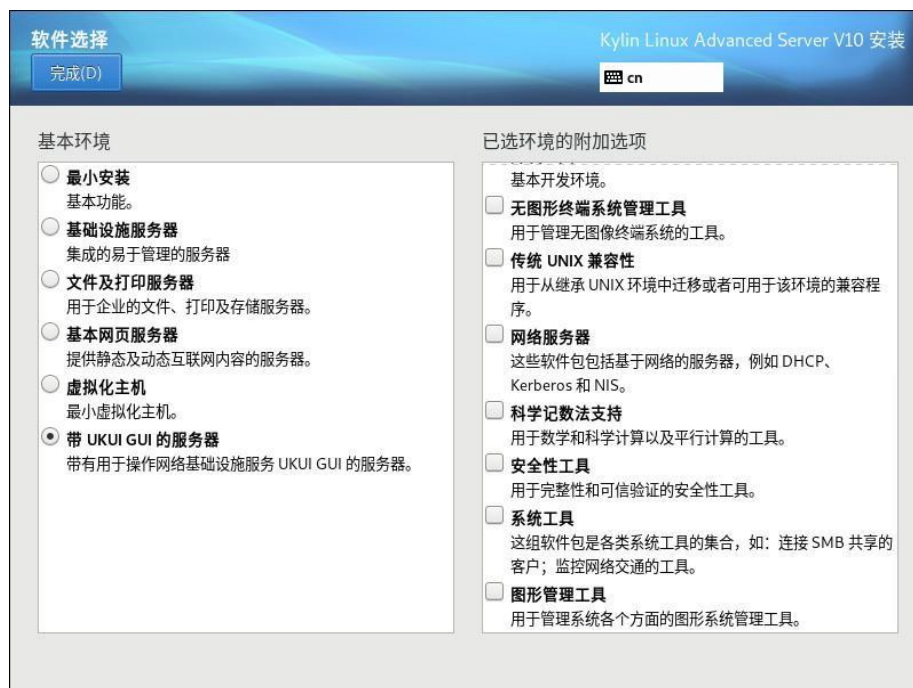 软件选择
Kylin Linux Advanced Server V10 安装
完成(D)
cn
基本环境
最小安装
基本功能。
基础设施服务器
集成的易于管理的服务器
文件及打印服务器
用于企业的文件、打印及存储服务器。
基本网页服务器
提供静态及动态互联网内容的服务器。
虚拟化主机
最小虚拟化主机。
带 UKUI GUI 的服务器
带有用于操作网络基础设施服务 UKUI GUI 的服务器。
已选环境的附加选项
基本开发环境。
无图形终端系统管理工具
用于管理无图像终端系统的工具。
传统 UNIX 兼容性
用于从继承 UNIX 环境中迁移或者可用于该环境的兼容程
序。
网络服务器
这些软件包包括基于网络的服务器，例如 DHCP、
Kerberos 和 NIS。
科学记数法支持
用于数学和科学计算以及平行计算的工具。
安全性工具
用于完整性和可信验证的安全性工具。
系统工具
这组软件包是各类系统工具的集合，如：连接 SMB 共享的
客户；监控网络交通的工具。
图形管理工具
用于管理系统各个方面的图形系统管理工具。